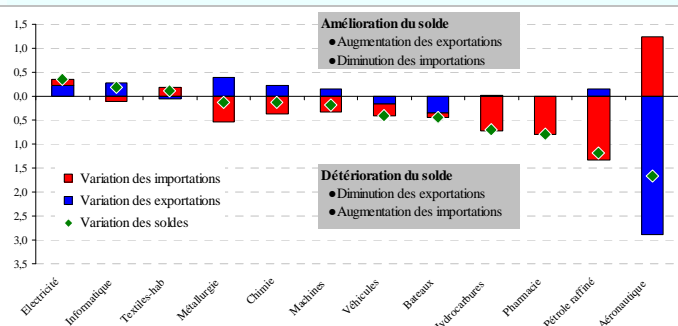 1,5
1,0
0,5
0,0
0,5
1,0
1,5
2,0
2,5
3,0
3,5
Amélioration du solde
● Augmentation des exportations
● Diminution des importations
Détérioration du solde
● Diminution des exportations
● Augmentation des importations
Variation des importations
Variation des exportations
Variation des soldes
Electricité
Informatique
Textiles-hab
Métallurgie
Chimie
Machines
Véhicules
Bateaux
Hydrocarbures
Pharmacie
Pétrole raffiné
Aéronautique